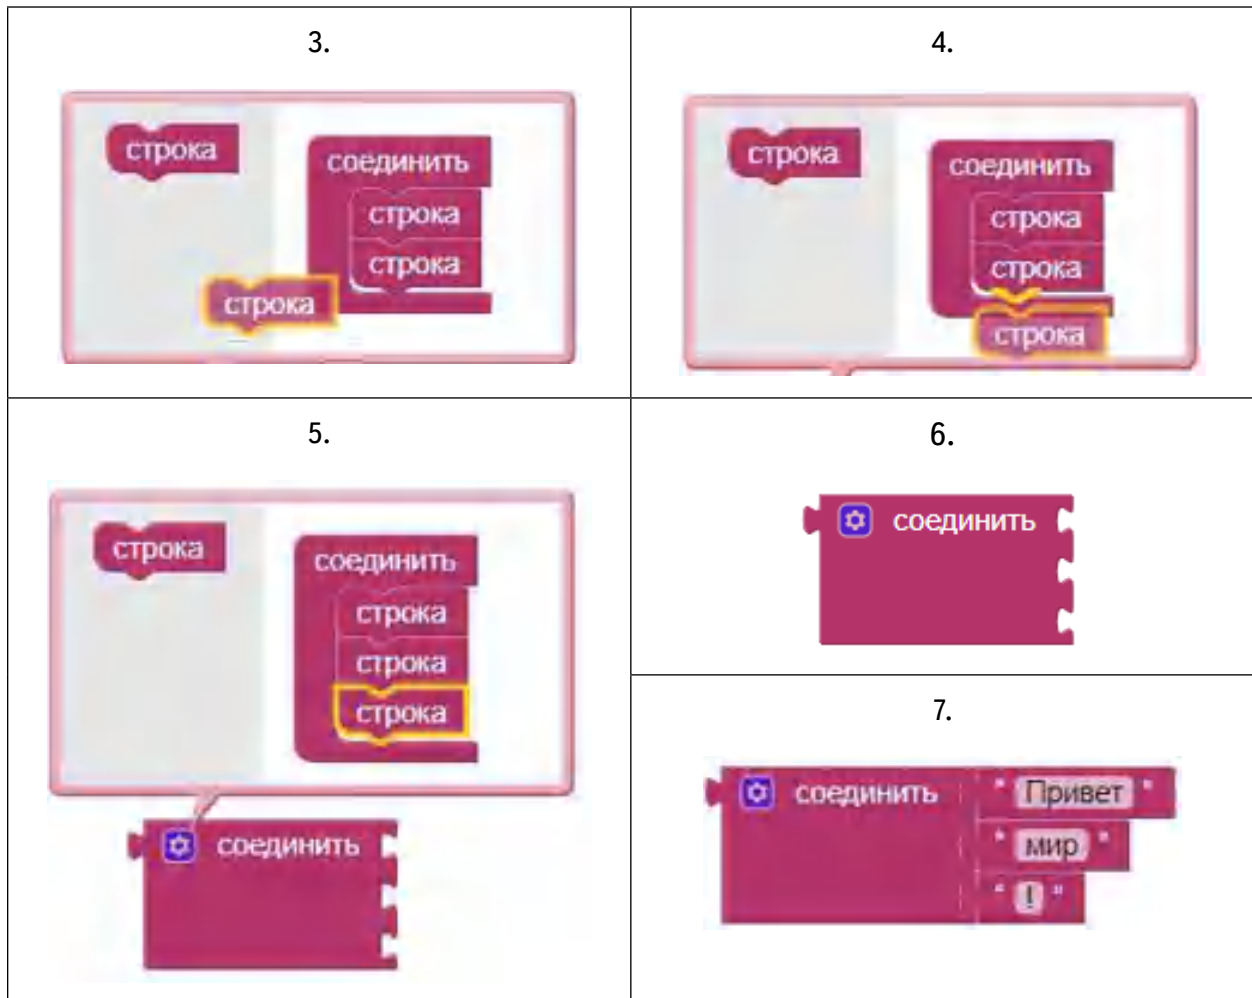 3.
строка
соединить
строка
строка
строка
4.
строка
соединить
строка
строка
строка
5.
строка
соединить
строка
строка
строка
соединить
6.
соединить
7.
соединить
" Привет "
" мир "
" ! "